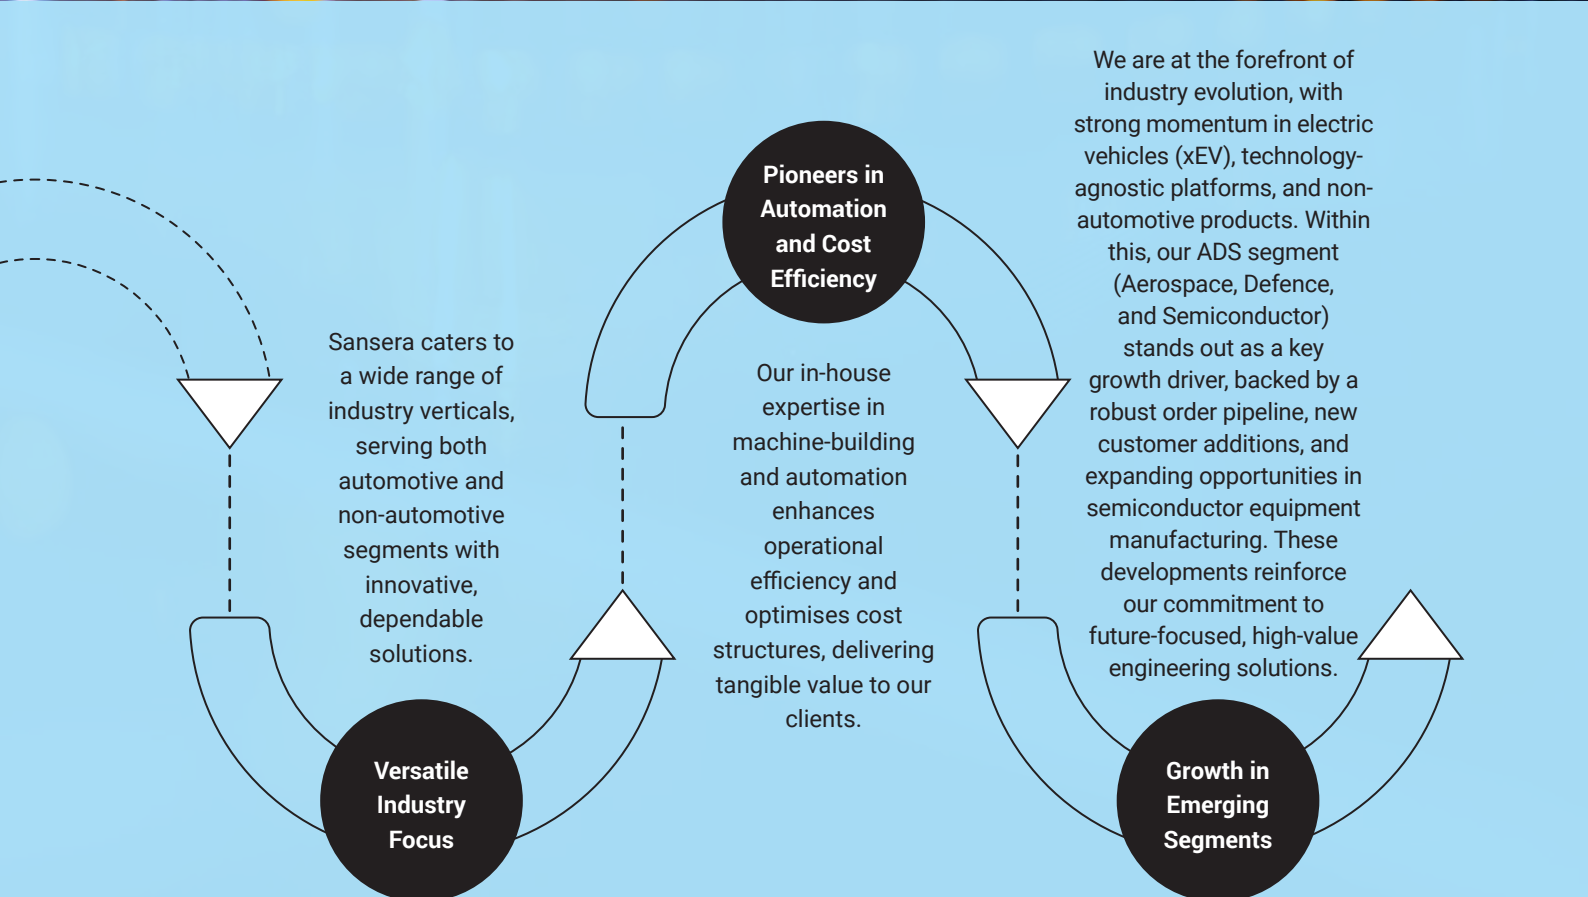 Sansera caters to
a wide range of
industry verticals,
serving both
automotive and
non-automotive
segments with
innovative,
dependable
solutions.
Versatile
Industry
Focus
Pioneers in
Automation
and Cost
Efficiency
Our in-house
expertise in
machine-building
and automation
enhances
operational
efficiency and
optimises cost
structures, delivering
tangible value to our
clients.
We are at the forefront of
industry evolution, with
strong momentum in electric
vehicles (xEV), technology-
agnostic platforms, and non-
automotive products. Within
this, our ADS segment
(Aerospace, Defence,
and Semiconductor)
stands out as a key
growth driver, backed by a
robust order pipeline, new
customer additions, and
expanding opportunities in
semiconductor equipment
manufacturing. These
developments reinforce
our commitment to
future-focused, high-value
engineering solutions.
Growth in
Emerging
Segments